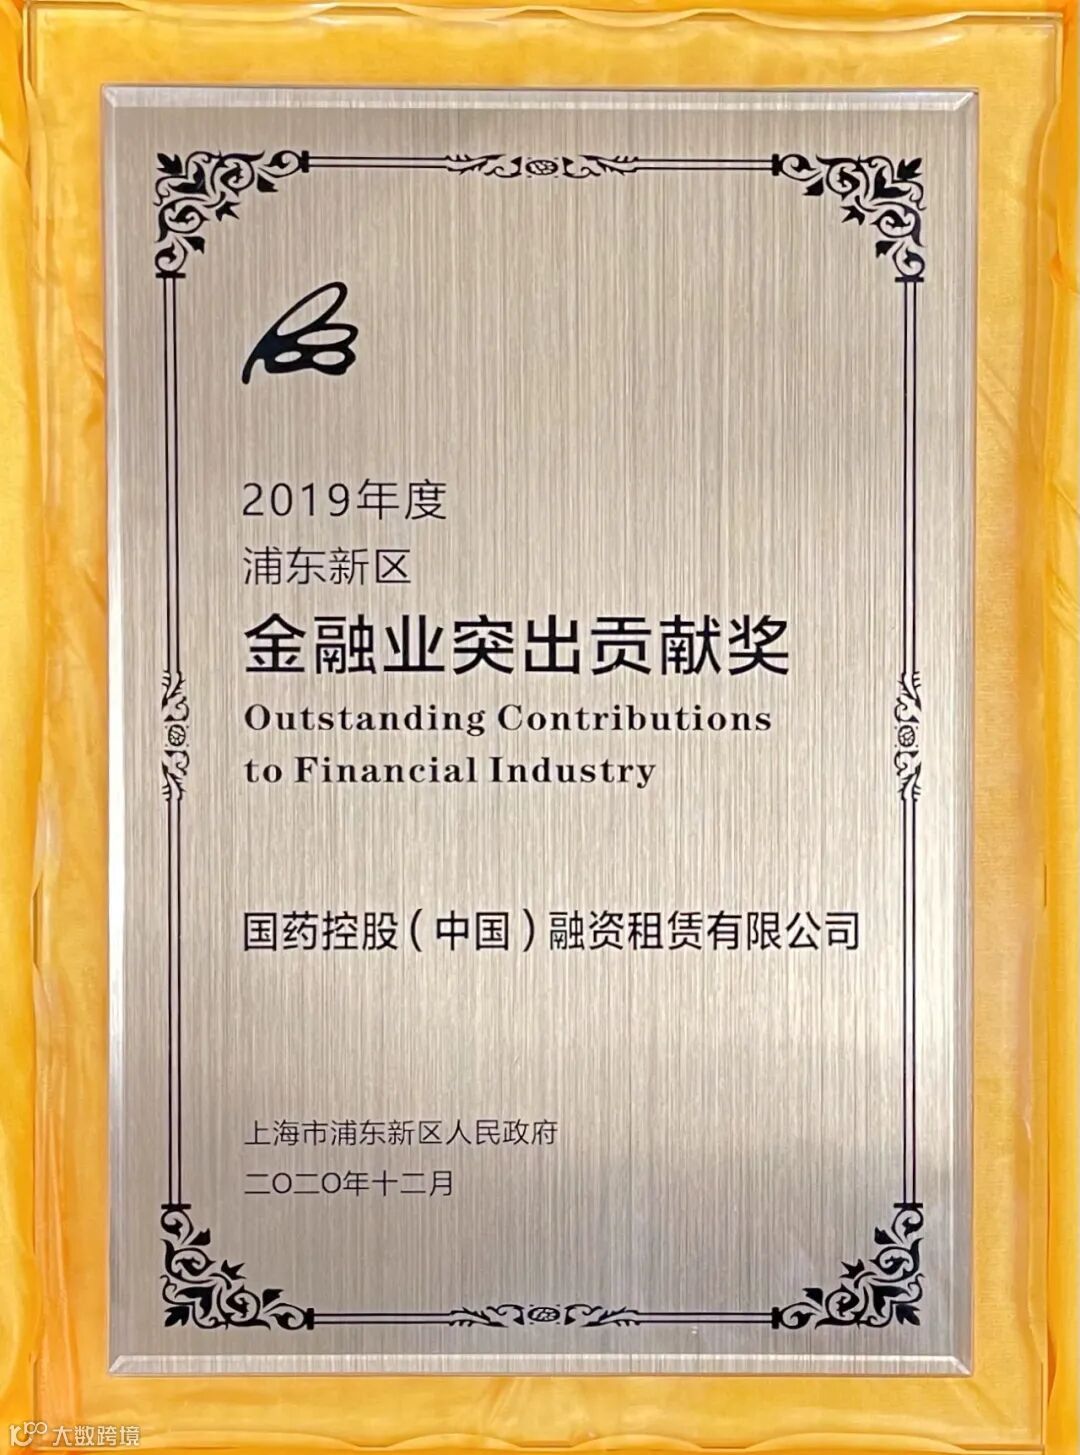 2019年度
浦东新区
金融业突出贡献奖
Outstanding Contributions
to Financial Industry
国药控股（中国）融资租赁有限公司
上海市浦东新区人民政府
二〇二〇年十二月
大数跨境